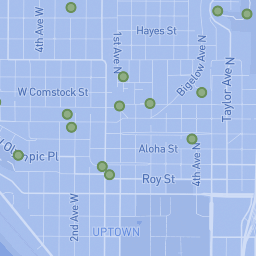 4th Ave W
1st Ave N
Hayes St
Bigelow Ave N
W Comstock St
Taylor Ave N
Pl
Aloha St
4th Ave N
Roy St
2nd Ave W
UPTOWN